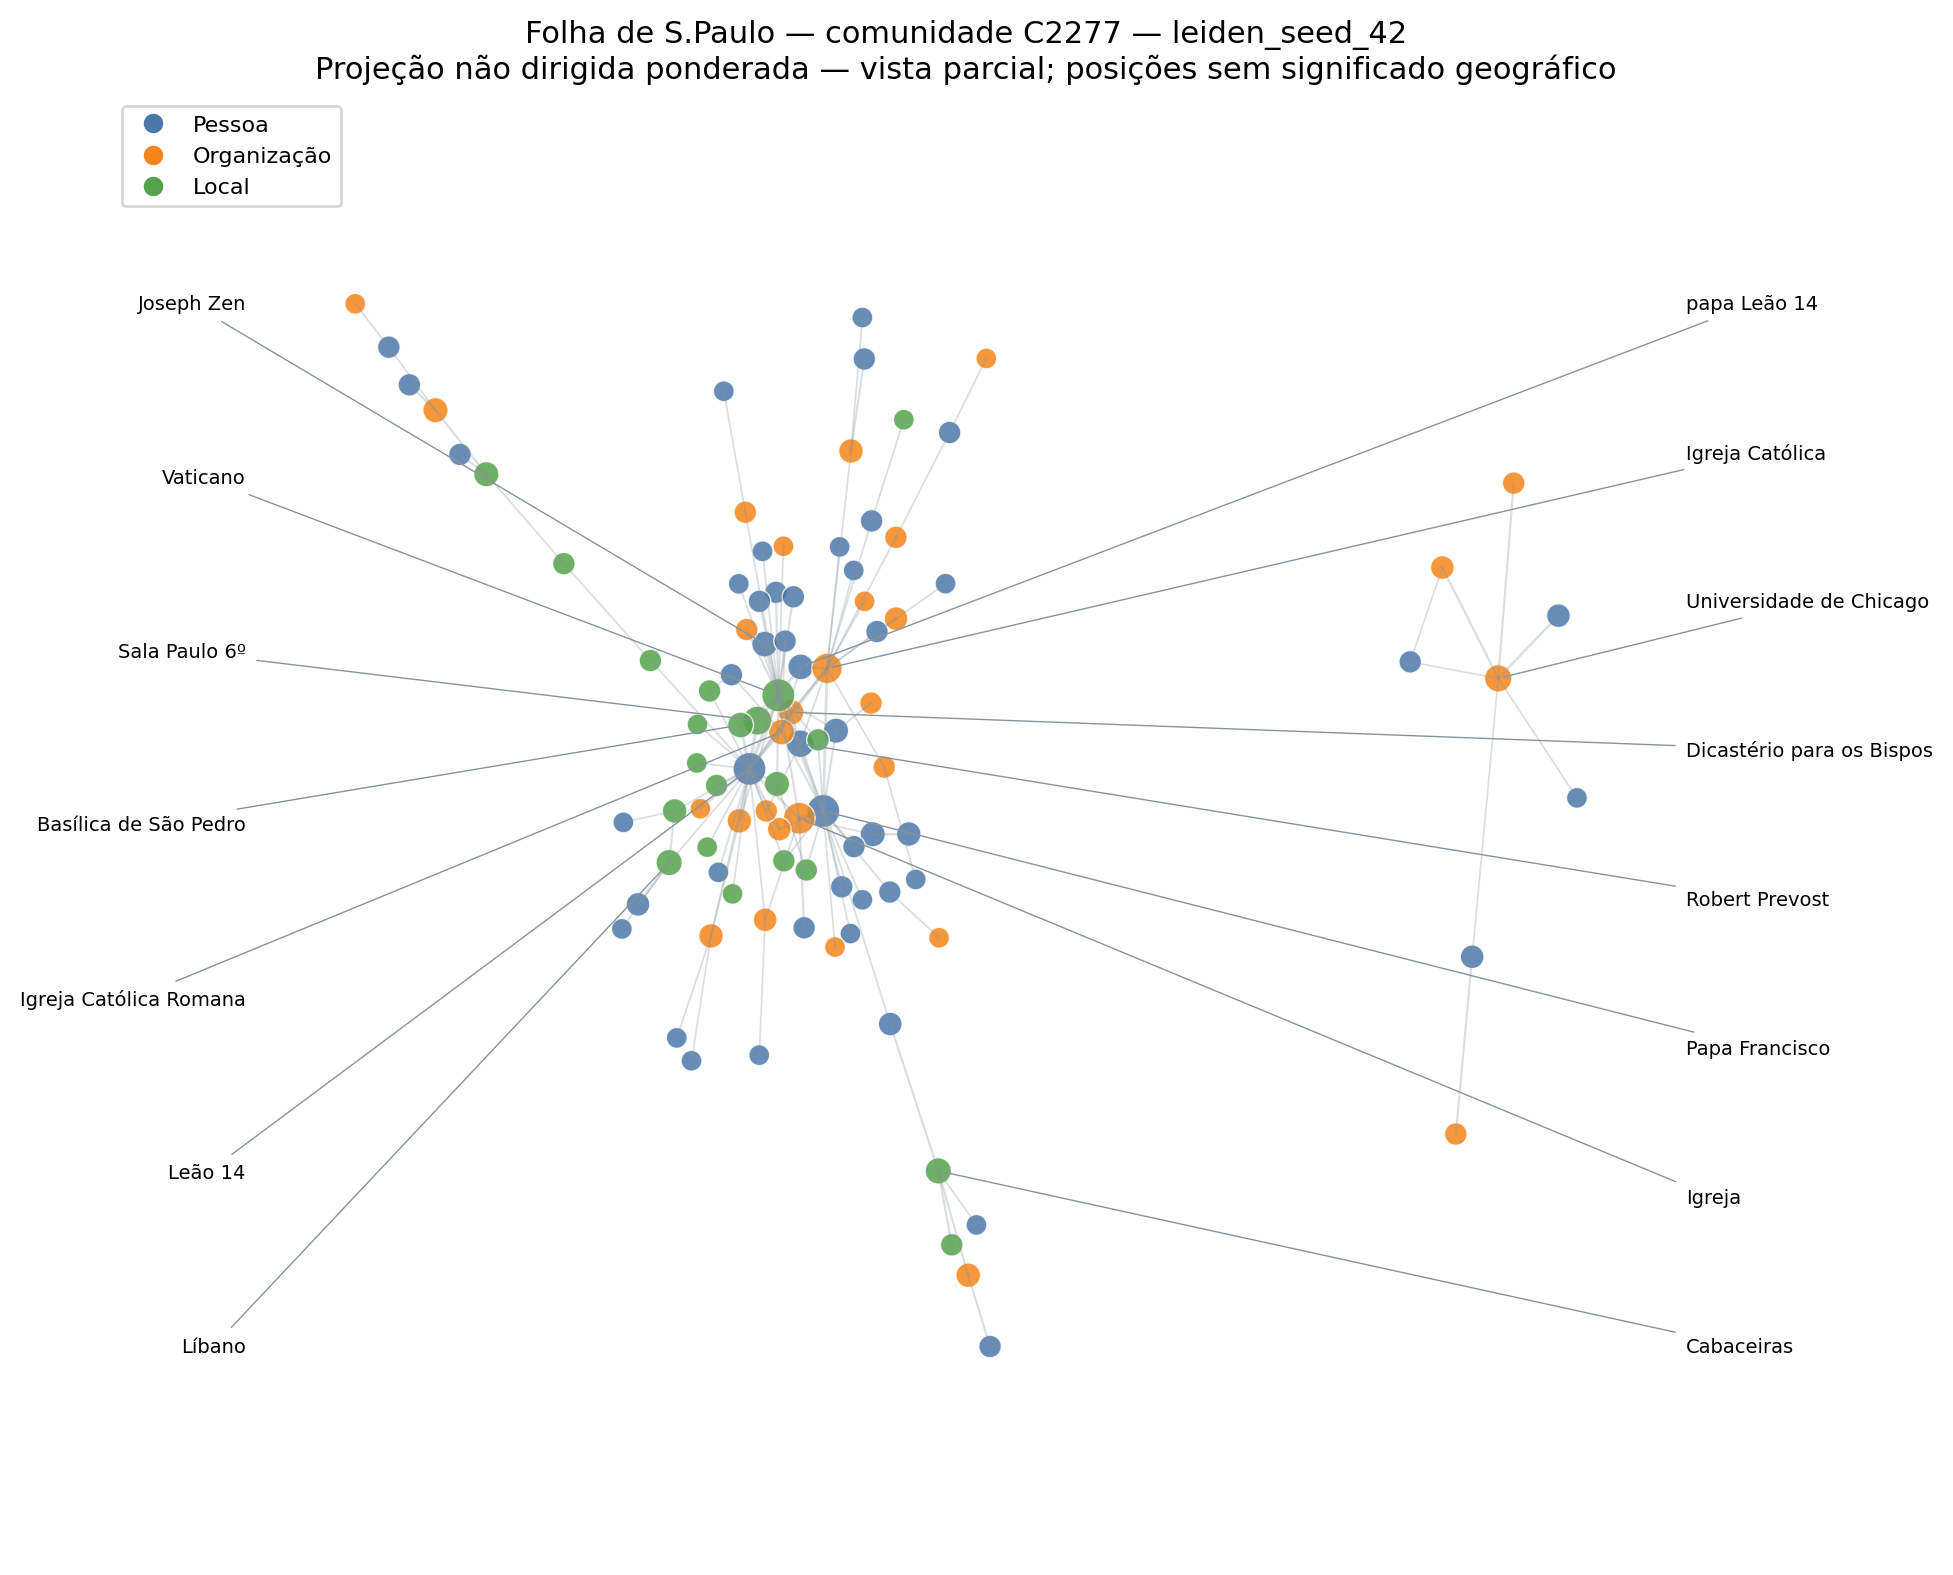 Folha de S.Paulo — comunidade C2277 — leiden_seed_42
Projeção não dirigida ponderada — vista parcial; posições sem significado geográfico
Pessoa
Organização
Local
Joseph Zen
Vaticano
Sala Paulo 6º
Basílica de São Pedro
Igreja Católica Romana
Leão 14
Líbano
papa Leão 14
Igreja Católica
Universidade de Chicago
Dicastério para os Bispos
Robert Prevost
Papa Francisco
Igreja
Cabaceiras